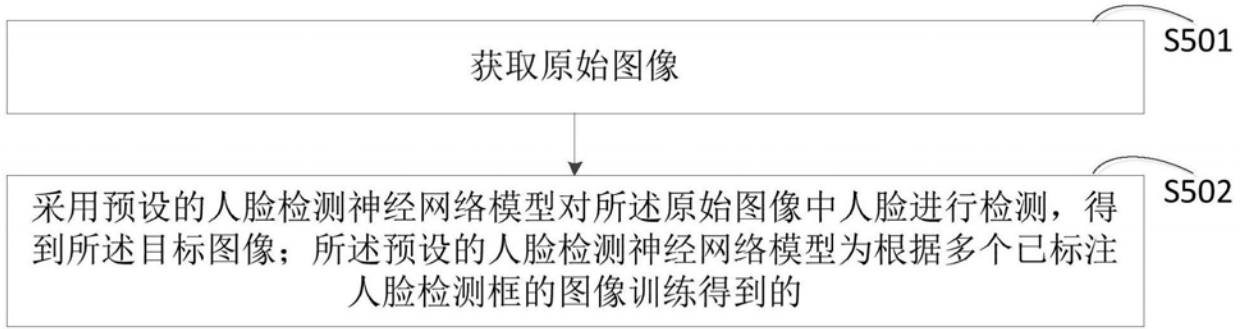 获取原始图像
S501
采用预设的人脸检测神经网络模型对所述原始图像中人脸进行检测，得
到所述目标图像；所述预设的人脸检测神经网络模型为根据多个已标注
人脸检测框的图像训练得到的
S502